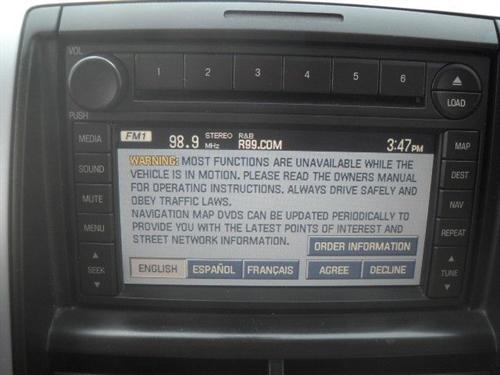 VOL
1 2 3 4 5 6
LOAD
PUSH
MEDIA
SOUND
MUTE
MENU
SEEK
MAP
DEST
NAV
REPEAT
TUNE
FM1 98.9 MHz STEREO R&B R99.COM 3:47PM
WARNING: MOST FUNCTIONS ARE UNAVAILABLE WHILE THE
VEHICLE IS IN MOTION. PLEASE READ THE OWNERS MANUAL
FOR OPERATING INSTRUCTIONS. ALWAYS DRIVE SAFELY AND
OBEY TRAFFIC LAWS.
NAVIGATION MAP DVDS CAN BE UPDATED PERIODICALLY TO
PROVIDE YOU WITH THE LATEST POINTS OF INTEREST AND
STREET NETWORK INFORMATION.
ORDER INFORMATION
ENGLISH ESPAÑOL FRANÇAIS AGREE DECLINE